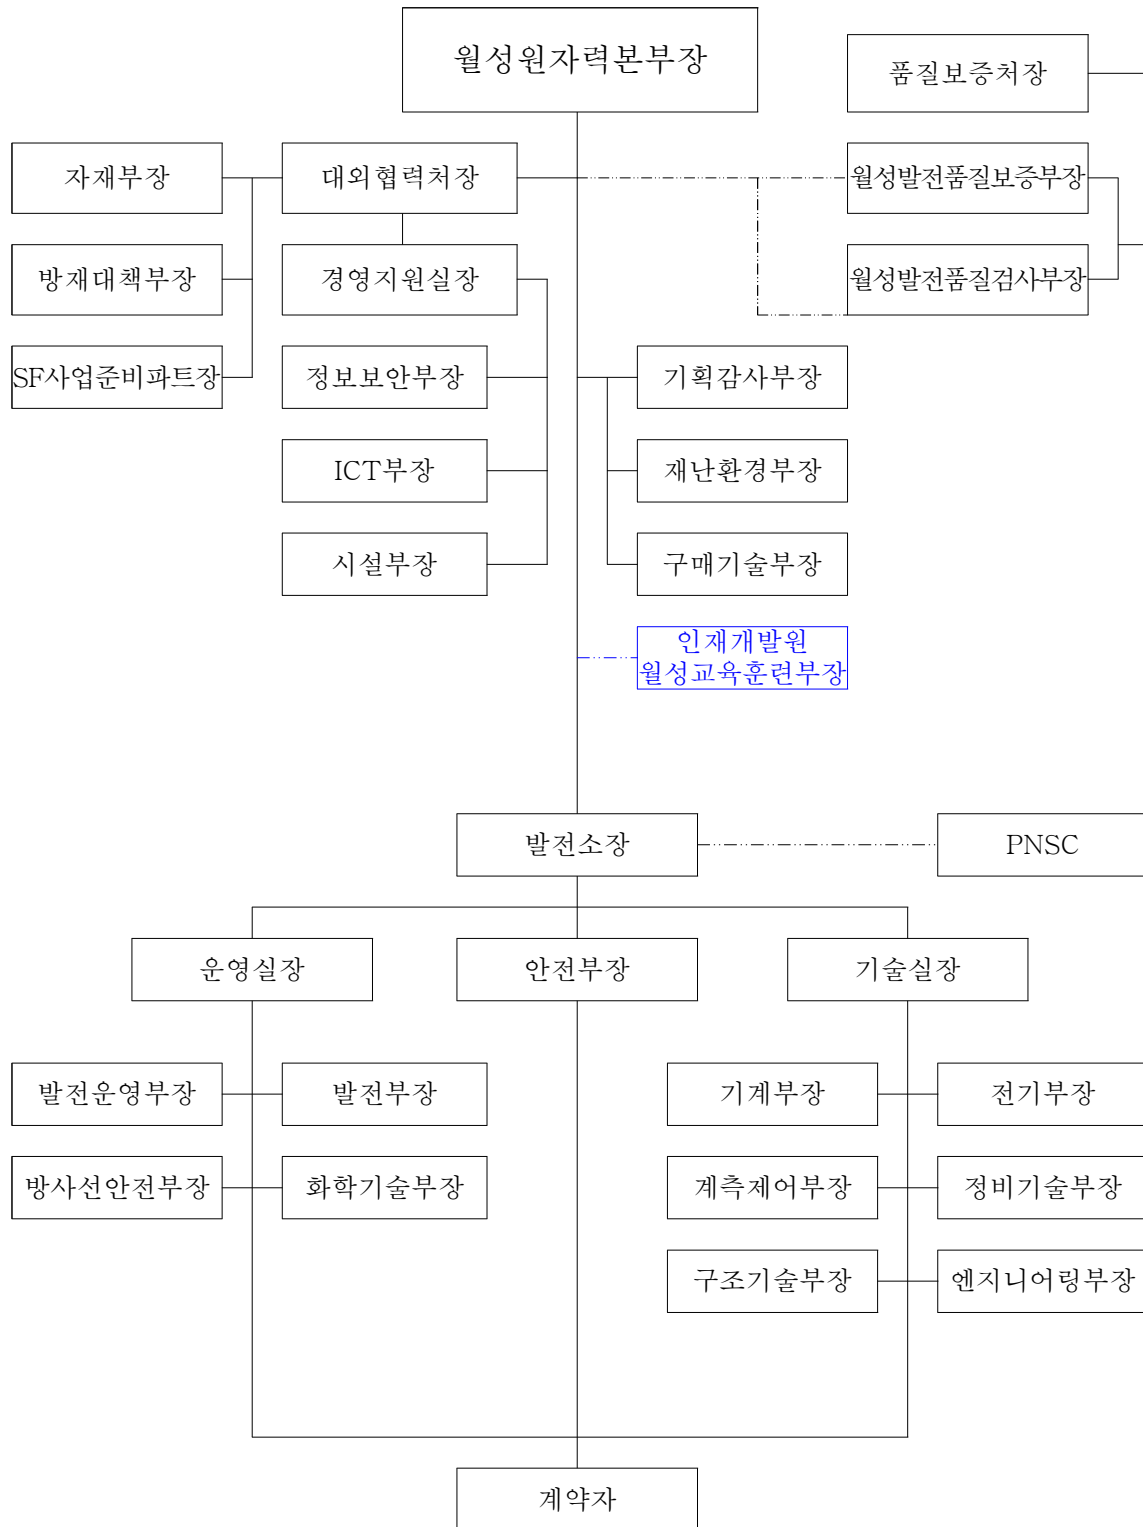 월성원자력본부장
품질보증처장
자재부장
대외협력처장
월성발전품질보증부장
방재대책부장
경영지원실장
월성발전품질검사부장
SF사업준비파트장
정보보안부장
기획감사부장
ICT부장
재난환경부장
시설부장
구매기술부장
인재개발원
월성교육훈련부장
발전소장
PNSC
운영실장
안전부장
기술실장
발전운영부장
발전부장
기계부장
전기부장
방사선안전부장
화학기술부장
계측제어부장
정비기술부장
구조기술부장
엔지니어링부장
계약자